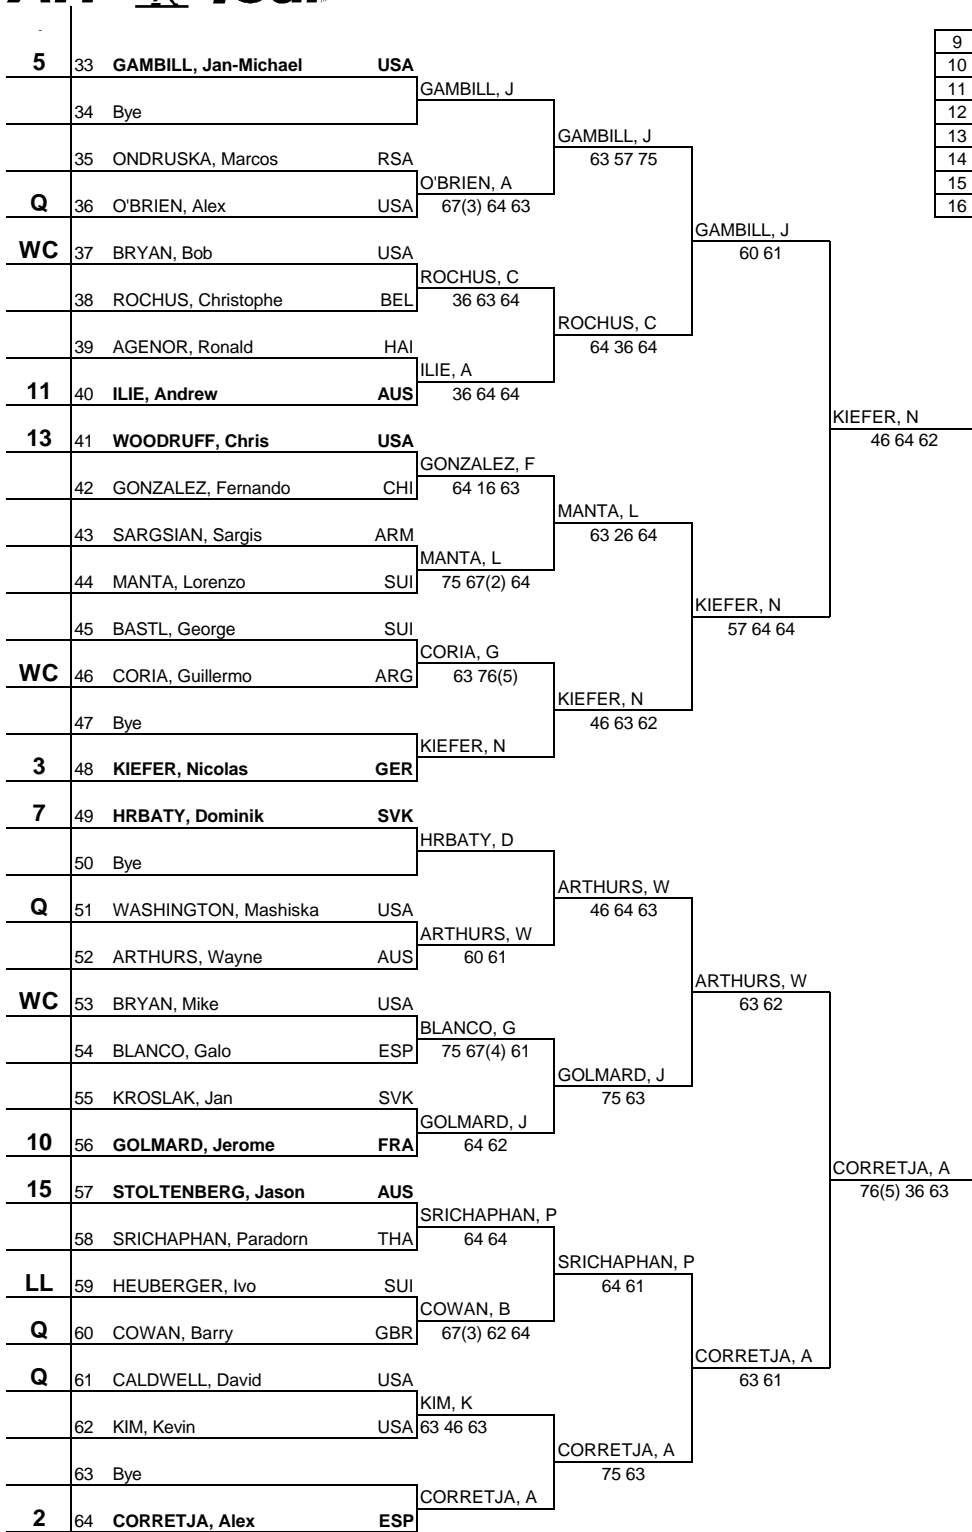 5 33 GAMBILL, Jan-Michael USA
34 Bye
35 ONDRUSKA, Marcos RSA
Q 36 O'BRIEN, Alex USA
WC 37 BRYAN, Bob USA
38 ROCHUS, Christophe BEL
39 AGENOR, Ronald HAI
11 40 ILIE, Andrew AUS
13 41 WOODRUFF, Chris USA
42 GONZALEZ, Fernando CHI
43 SARGSIAN, Sargis ARM
44 MANTA, Lorenzo SUI
45 BASTL, George SUI
WC 46 CORIA, Guillermo ARG
47 Bye
3 48 KIEFER, Nicolas GER
7 49 HRBATY, Dominik SVK
50 Bye
Q 51 WASHINGTON, Mashiska USA
52 ARTHURS, Wayne AUS
WC 53 BRYAN, Mike USA
54 BLANCO, Galo ESP
55 KROSLAK, Jan SVK
10 56 GOLMARD, Jerome FRA
15 57 STOLTENBERG, Jason AUS
58 SRICHAPHAN, Paradorn THA
LL 59 HEUBERGER, Ivo SUI
Q 60 COWAN, Barry GBR
Q 61 CALDWELL, David USA
62 KIM, Kevin USA
63 Bye
2 64 CORRETJA, Alex ESP
GAMBILL, J
O'BRIEN, A
67(3) 64 63
ROCHUS, C
36 63 64
ILIE, A
36 64 64
GONZALEZ, F
64 16 63
MANTA, L
75 67(2) 64
CORIA, G
63 76(5)
KIEFER, N
HRBATY, D
ARTHURS, W
60 61
BLANCO, G
75 67(4) 61
GOLMARD, J
64 62
SRICHAPHAN, P
64 64
COWAN, B
67(3) 62 64
KIM, K
63 46 63
CORRETJA, A
GAMBILL, J
63 57 75
ROCHUS, C
64 36 64
MANTA, L
63 26 64
KIEFER, N
46 63 62
ARTHURS, W
46 64 63
GOLMARD, J
75 63
SRICHAPHAN, P
64 61
CORRETJA, A
75 63
GAMBILL, J
60 61
KIEFER, N
57 64 64
ARTHURS, W
63 62
CORRETJA, A
63 61
KIEFER, N
46 64 62
CORRETJA, A
76(5) 36 63
9
10
11
12
13
14
15
16